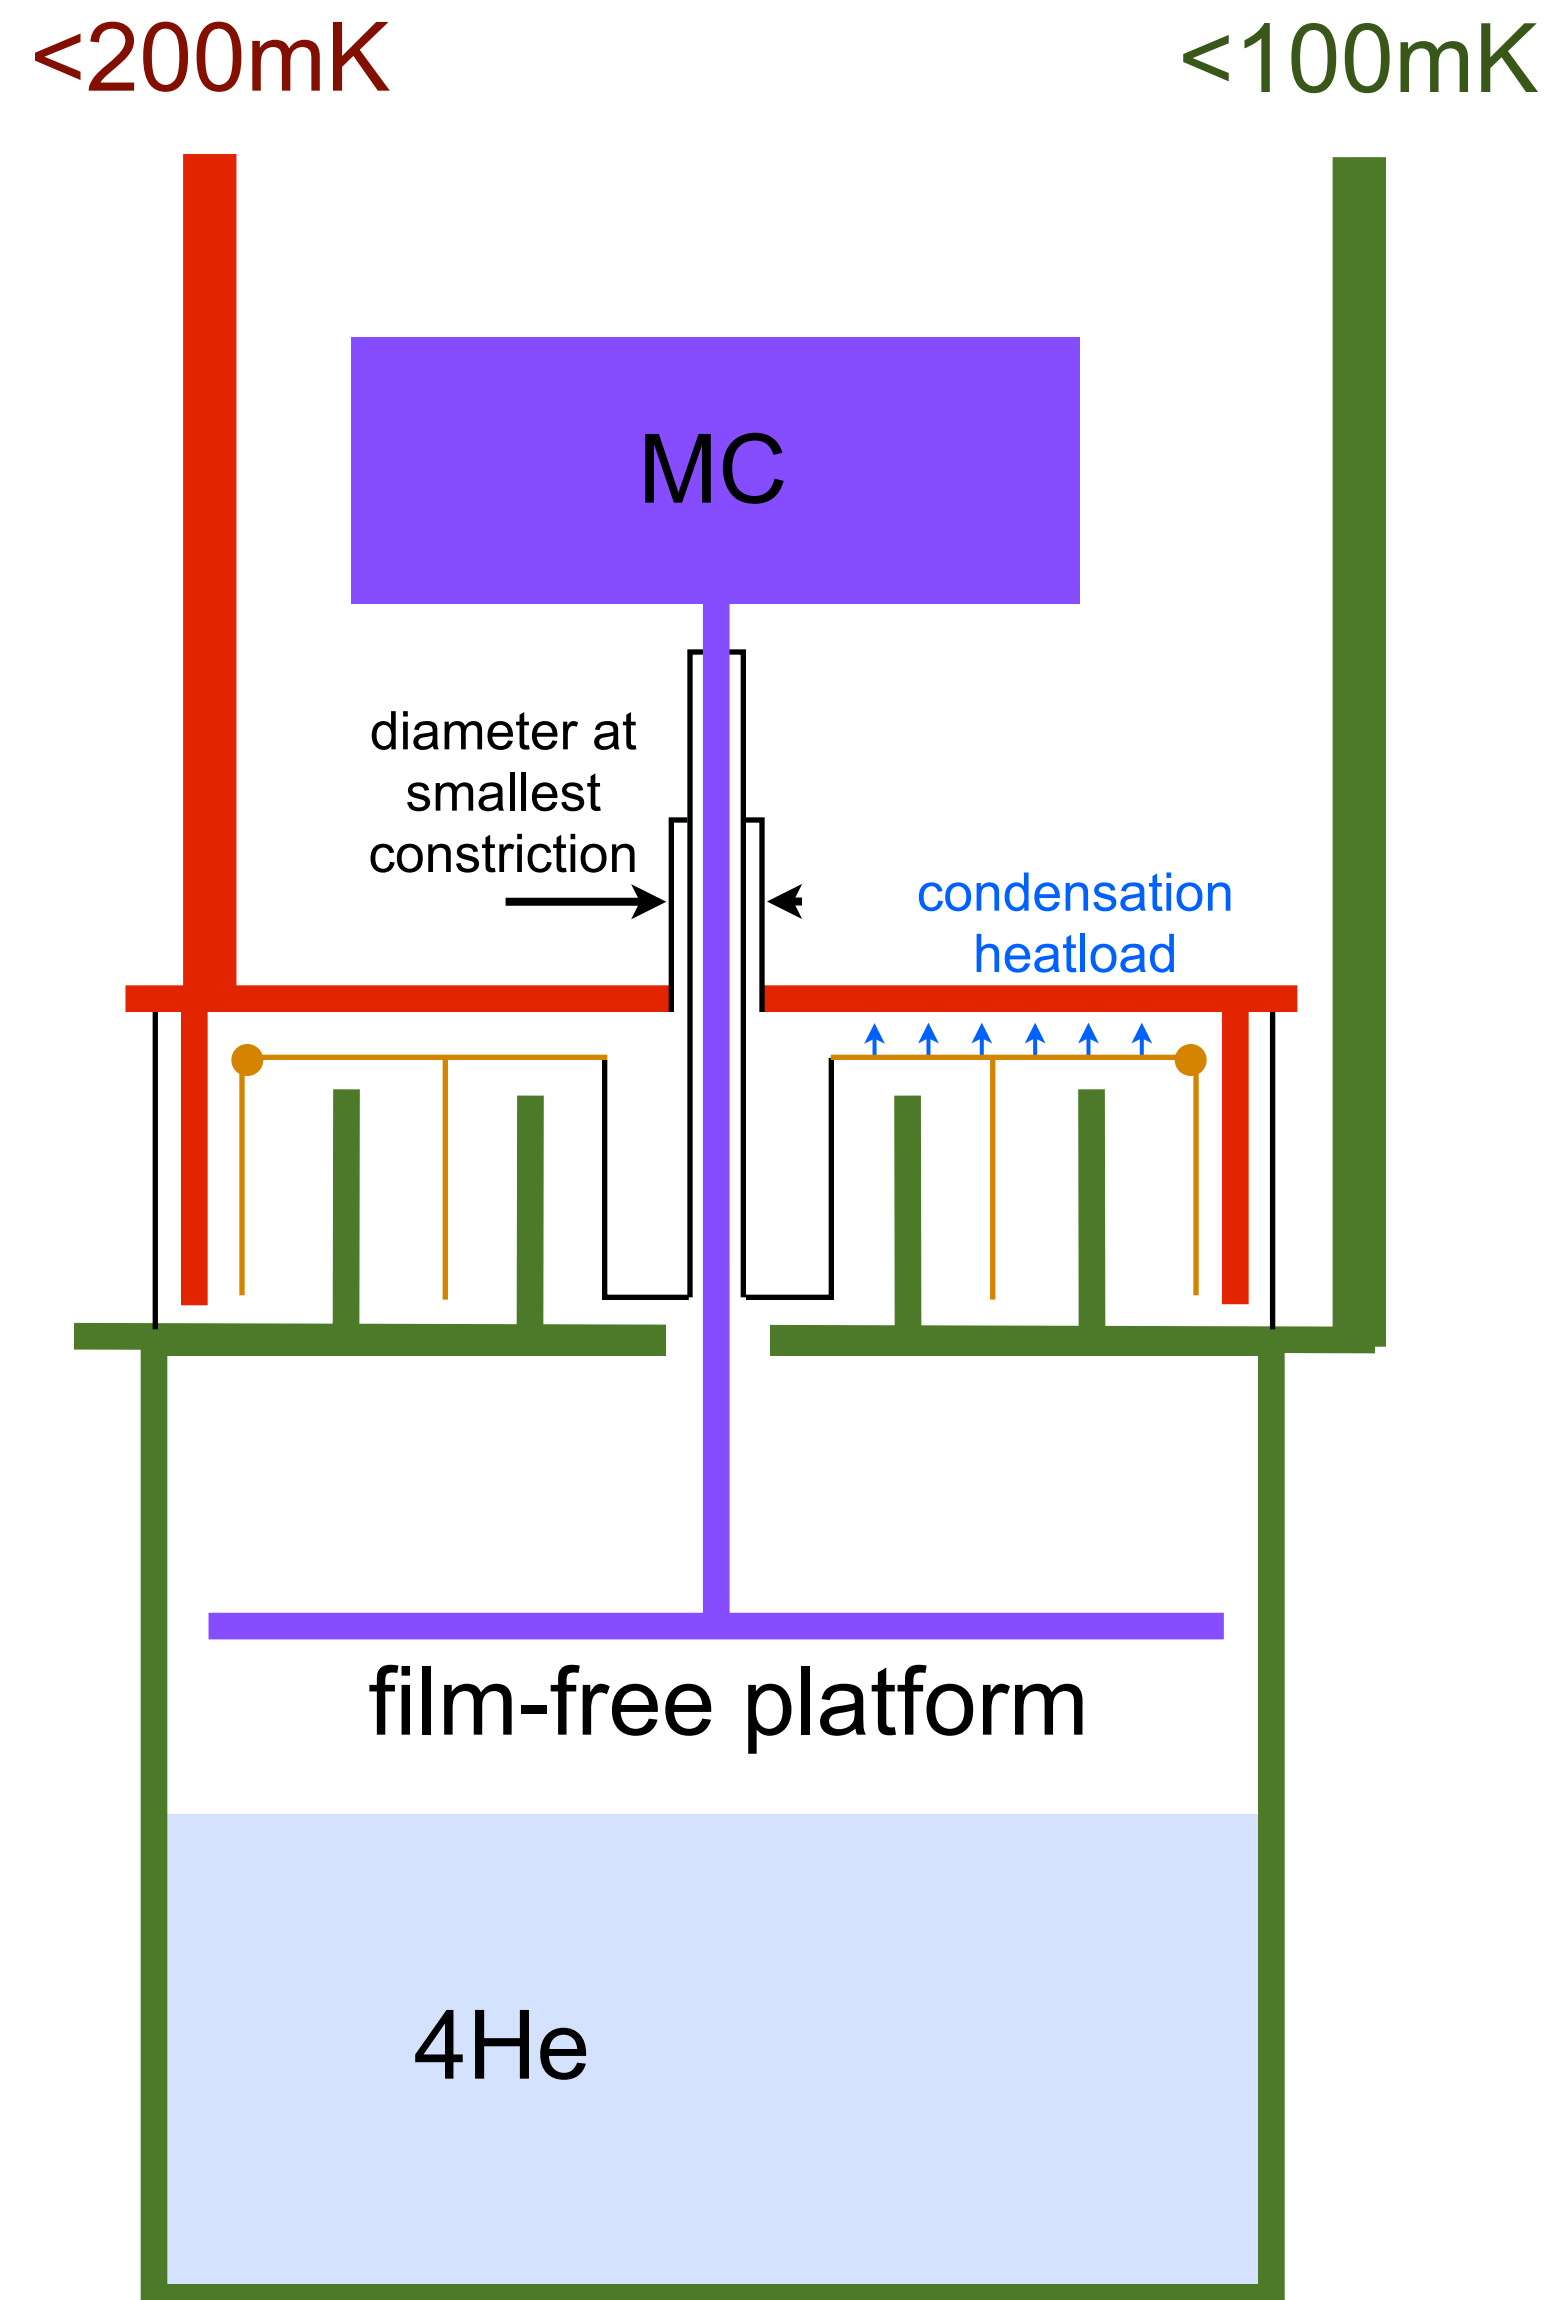 <200mK
<100mK
MC
diameter at
smallest
constriction
condensation
heatload
film-free platform
4He